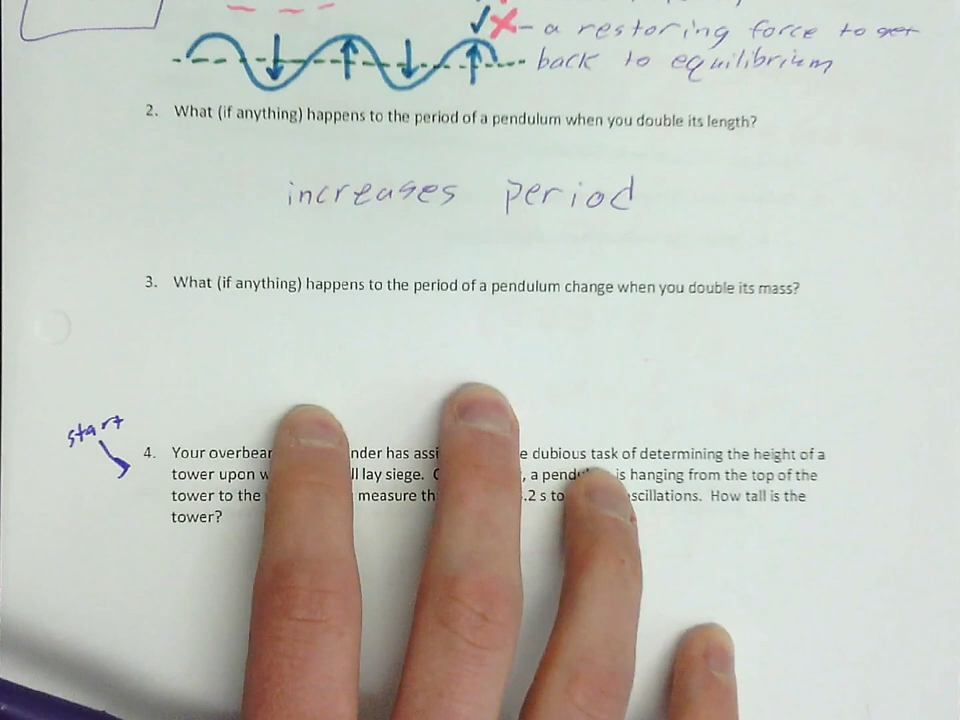 - a restoring force to get
back to equilibrium
2. What (if anything) happens to the period of a pendulum when you double its length?
increases period
3. What (if anything) happens to the period of a pendulum change when you double its mass?
start
4. Your overbear nder has assi e dubious task of determining the height of a
tower upon ll lay siege. , a is hanging from the top of the
tower to the measure th .2 s to scillations. How tall is the
tower?